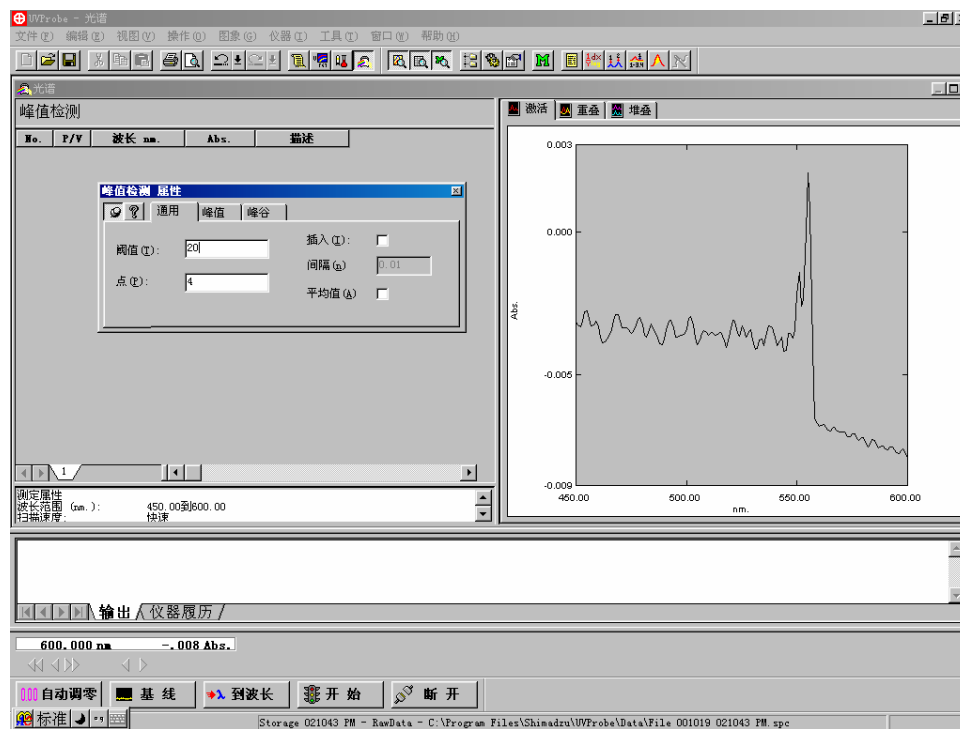 UVProbe - 光谱
文件(F) 编辑(E) 视图(V) 操作(O) 图象(G) 仪器(I) 工具(T) 窗口(W) 帮助(H)
光谱
峰值检测
No. P/V 波长 nm. Abs. 描述
峰值检测 属性
通用 峰值 峰谷
阈值(T): 20
点(P): 4
插入(I):
间隔(n) 0.01
平均值(A)
1
测定属性
波长范围 (nm.): 450.00到600.00
扫描速度: 快速
激活 重叠 堆叠
0.003
0.000
Abs.
-0.005
-0.009
450.00 500.00 550.00 600.00
nm.
输出 仪器履历
600.000 nm -.008 Abs.
自动调零 基线 到波长 开始 断开
标准
Storage 021043 PM - RawData - C:\Program Files\Shimadzu\UVProbe\Data\File 001019 021043 PM.spc